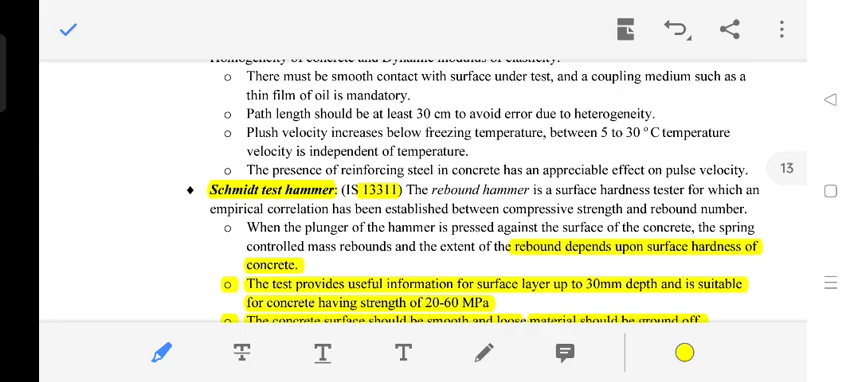 Homogeneity of concrete and Dynamic modulus of elasticity.
o There must be smooth contact with surface under test, and a coupling medium such as a
thin film of oil is mandatory.
o Path length should be at least 30 cm to avoid error due to heterogeneity.
o Plush velocity increases below freezing temperature, between 5 to 30 °C temperature
velocity is independent of temperature.
o The presence of reinforcing steel in concrete has an appreciable effect on pulse velocity.
13
♦ Schmidt test hammer: (IS 13311) The rebound hammer is a surface hardness tester for which an
empirical correlation has been established between compressive strength and rebound number.
o When the plunger of the hammer is pressed against the surface of the concrete, the spring
controlled mass rebounds and the extent of the rebound depends upon surface hardness of
concrete.
o The test provides useful information for surface layer up to 30mm depth and is suitable
for concrete having strength of 20-60 MPa
o The concrete surface should be smooth and loose material should be ground off.
T
T
T